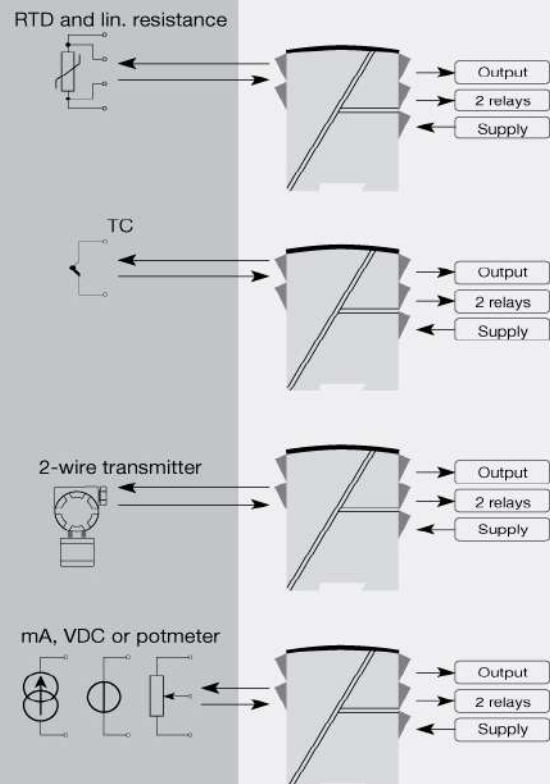 RTD and lin. resistance
Output
2 relays
Supply
TC
Output
2 relays
Supply
2-wire transmitter
Output
2 relays
Supply
mA, VDC or potmeter
Output
2 relays
Supply